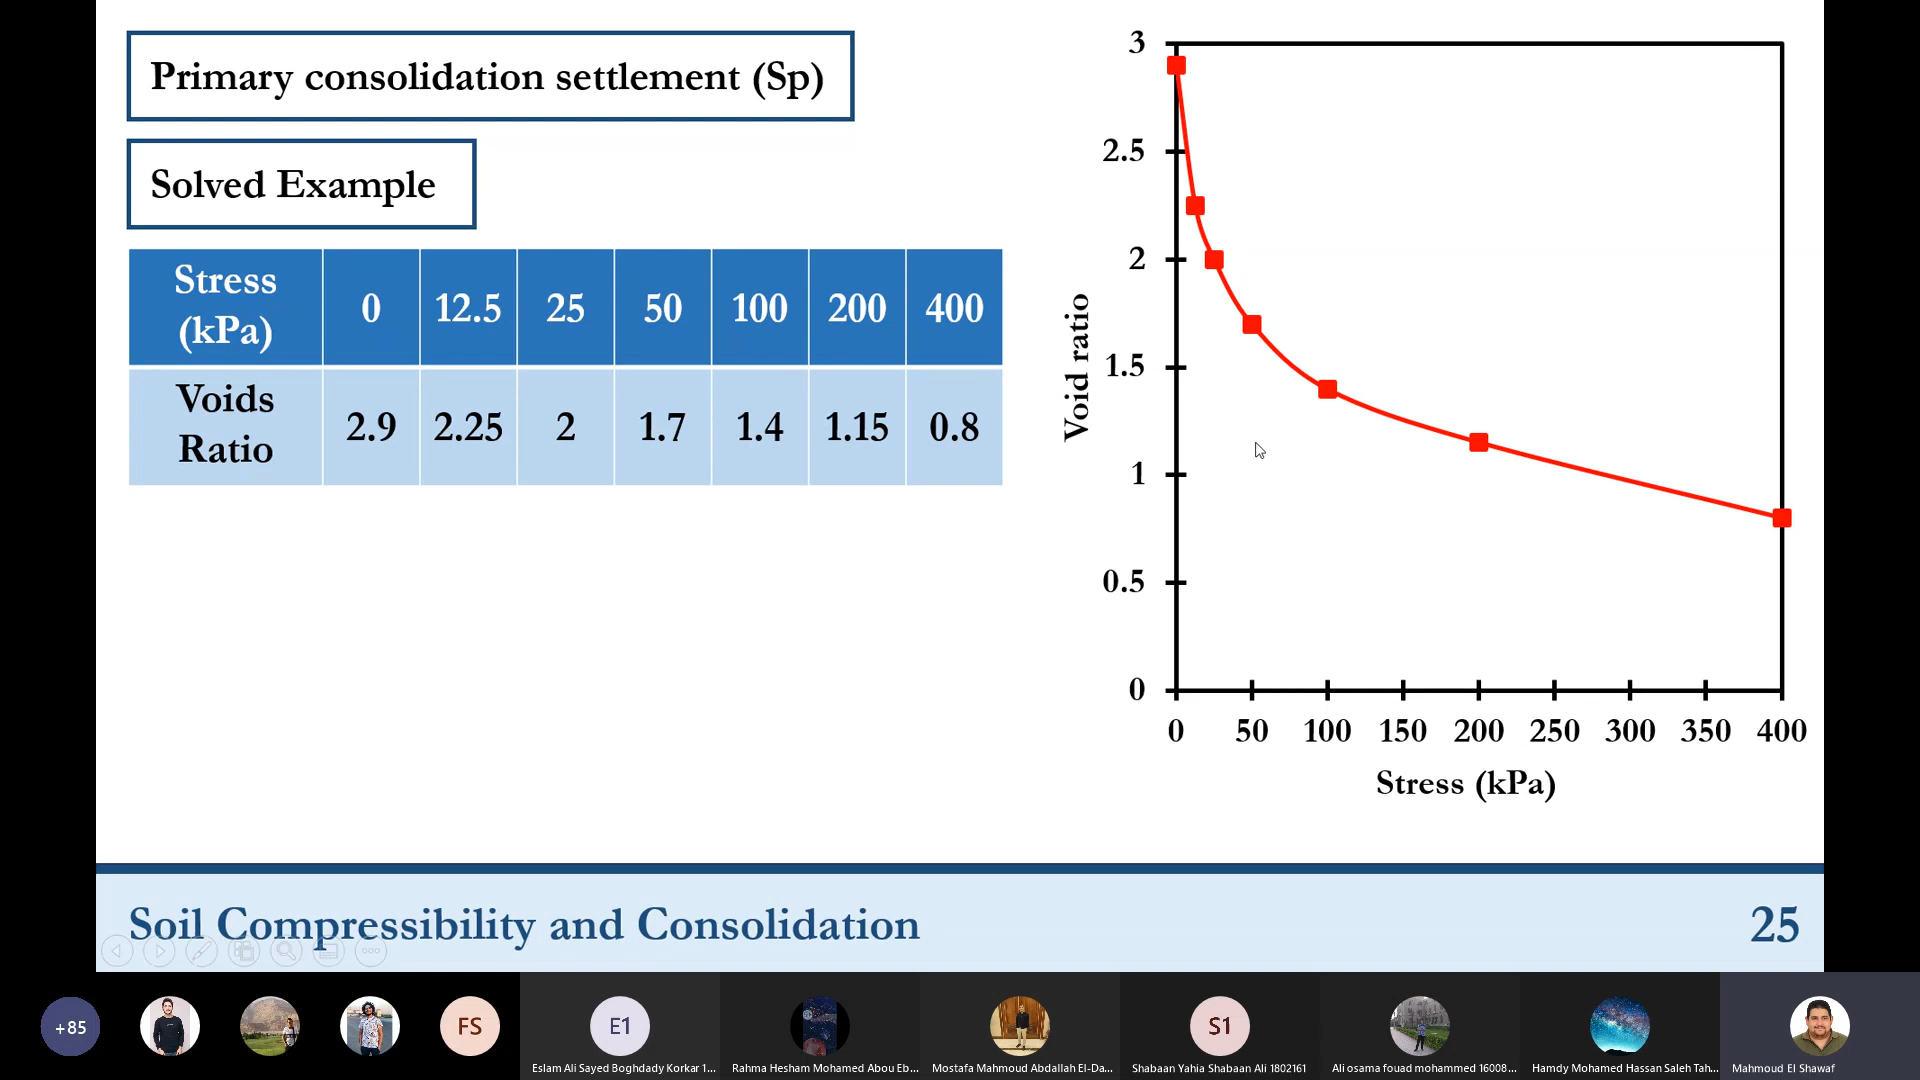 Primary consolidation settlement (Sp)
Solved Example
Stress (kPa) 0 12.5 25 50 100 200 400
Voids Ratio 2.9 2.25 2 1.7 1.4 1.15 0.8
3
2.5
2
1.5
1
0.5
0
Void ratio
0 50 100 150 200 250 300 350 400
Stress (kPa)
Soil Compressibility and Consolidation
25
+85
FS
E1
S1
Eslam Ali Sayed Boghdady Korkar 1...
Rahma Hesham Mohamed Abou Eb...
Mostafa Mahmoud Abdallah El-Da...
Shabaan Yahia Shabaan Ali 1802161
Ali osama fouad mohammed 16008...
Hamdy Mohamed Hassan Saleh Tah...
Mahmoud El Shawaf